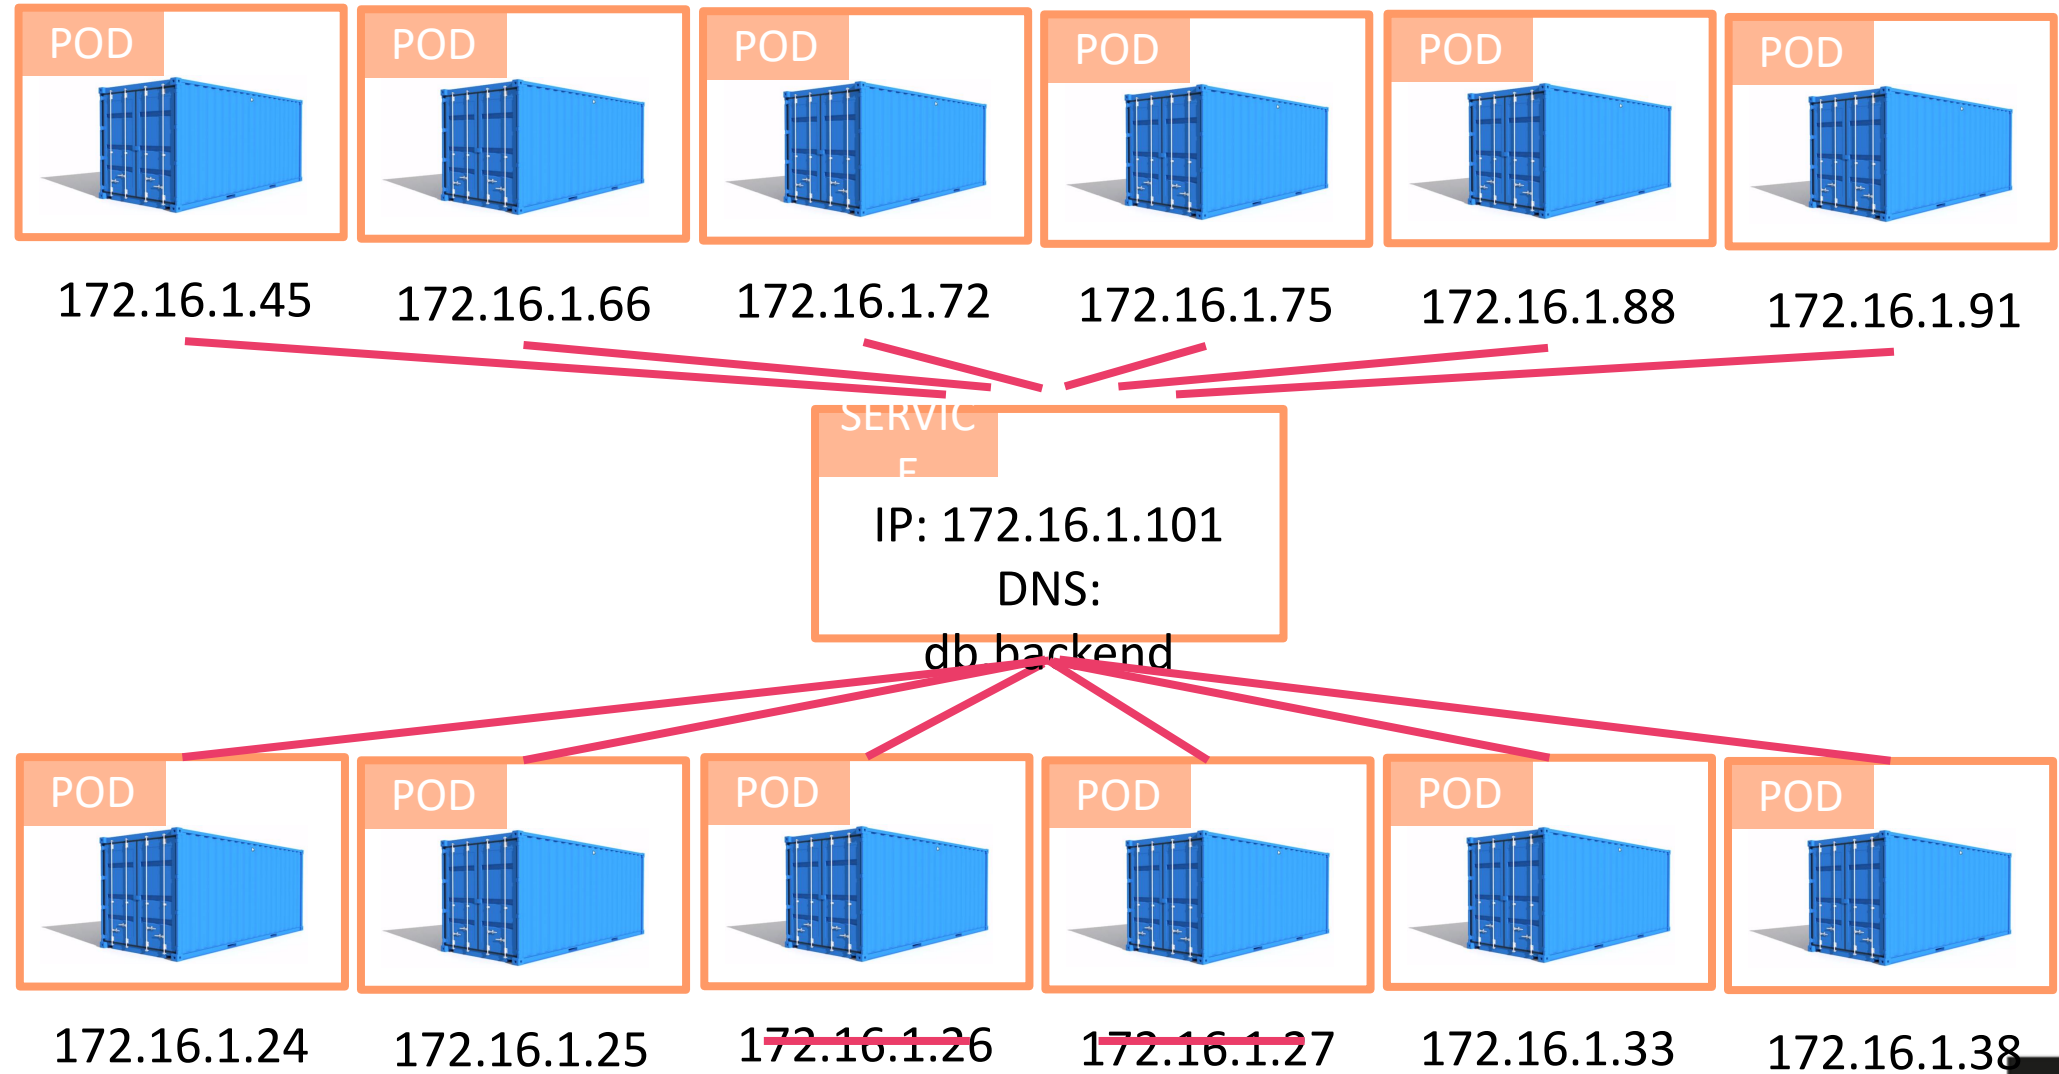 POD
POD
POD
POD
POD
POD
172.16.1.45
172.16.1.66
172.16.1.72
172.16.1.75
172.16.1.88
172.16.1.91
SERVIC
E
IP: 172.16.1.101
DNS:
db.backend
POD
POD
POD
POD
POD
POD
172.16.1.24
172.16.1.25
172.16.1.26
172.16.1.27
172.16.1.33
172.16.1.38